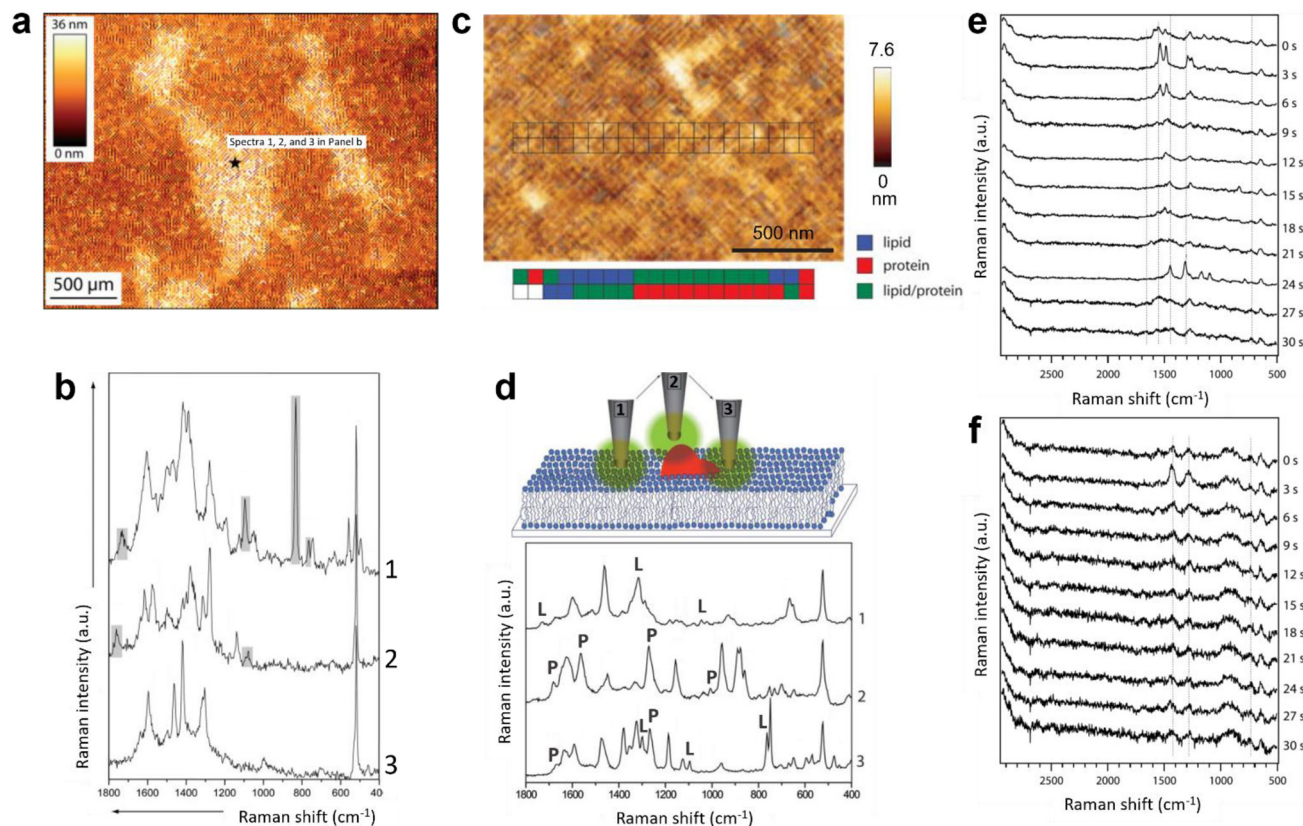 a
36 nm
0 nm
Spectra 1, 2, and 3 in Panel b
500 µm
b
Raman intensity (a.u.)
1
2
3
1800 1600 1400 1200 1000 800 600 400
Raman shift (cm-1)
c
7.6
0
nm
500 nm
lipid
protein
lipid/protein
d
1
2
3
L
L
L
1
P
P
P
P
2
P
L
P
L
L
3
Raman intensity (a.u.)
1800 1600 1400 1200 1000 800 600 400
Raman shift (cm-1)
e
0 s
3 s
6 s
9 s
12 s
15 s
18 s
21 s
24 s
27 s
30 s
Raman intensity (a.u.)
2500 2000 1500 1000 500
Raman shift (cm-1)
f
0 s
3 s
6 s
9 s
12 s
15 s
18 s
21 s
24 s
27 s
30 s
Raman intensity (a.u.)
2500 2000 1500 1000 500
Raman shift (cm-1)